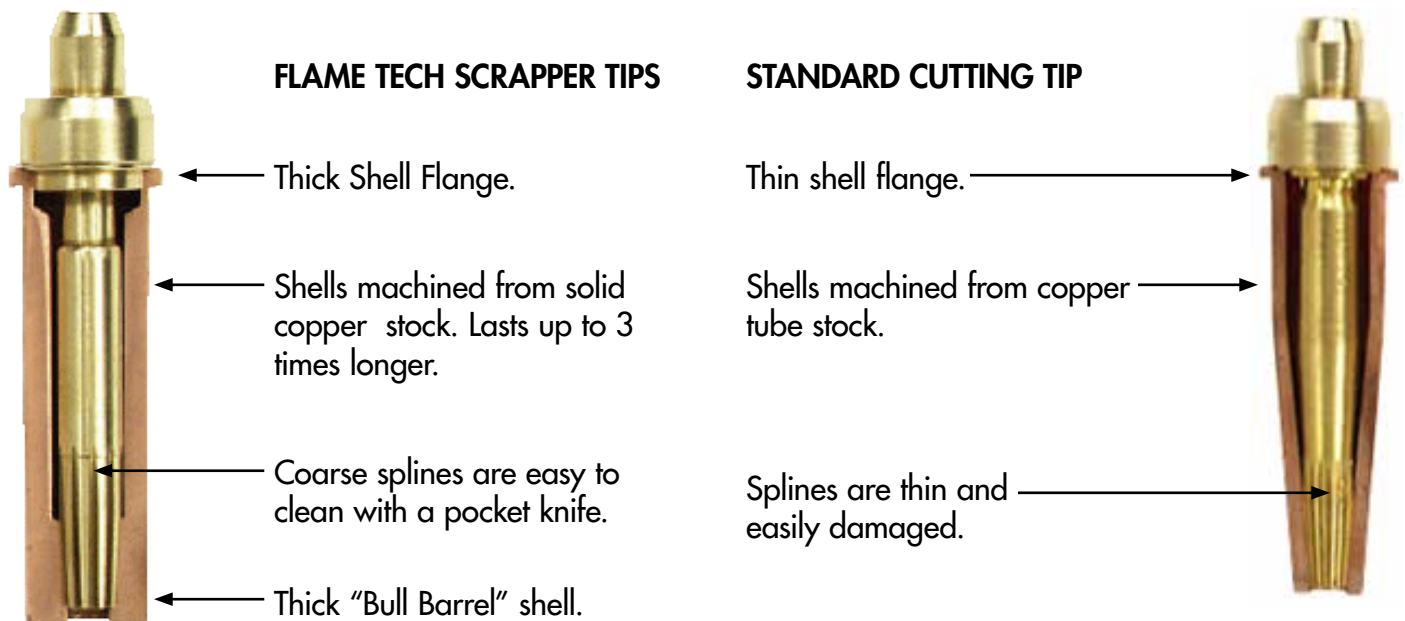 FLAME TECH SCRAPPER TIPS
Thick Shell Flange.
Shells machined from solid
copper stock. Lasts up to 3
times longer.
Coarse splines are easy to
clean with a pocket knife.
Thick “Bull Barrel” shell.
STANDARD CUTTING TIP
Thin shell flange.
Shells machined from copper
tube stock.
Splines are thin and
easily damaged.